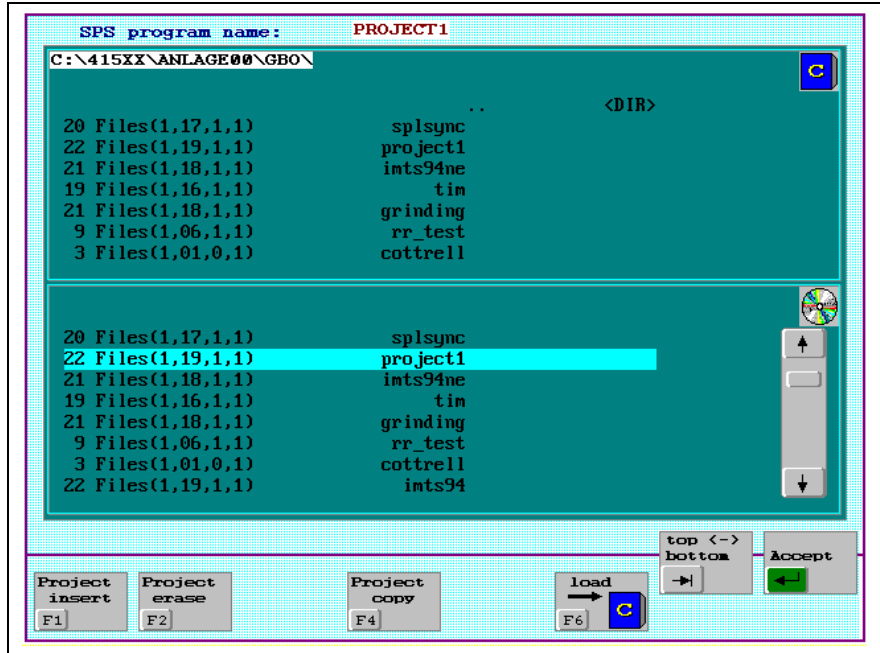 SPS program name: PROJECT1
C:\415XX\ANLAGE00\GBO\
C
.. <DIR>
20 Files(1,17,1,1) splsync
22 Files(1,19,1,1) project1
21 Files(1,18,1,1) imts94ne
19 Files(1,16,1,1) tim
21 Files(1,18,1,1) grinding
9 Files(1,06,1,1) rr_test
3 Files(1,01,0,1) cottrell
20 Files(1,17,1,1) splsync
22 Files(1,19,1,1) project1
21 Files(1,18,1,1) imts94ne
19 Files(1,16,1,1) tim
21 Files(1,18,1,1) grinding
9 Files(1,06,1,1) rr_test
3 Files(1,01,0,1) cottrell
22 Files(1,19,1,1) imts94
top <->
bottom
Accept
Project
insert
F1
Project
erase
F2
Project
copy
F4
load
F6
C